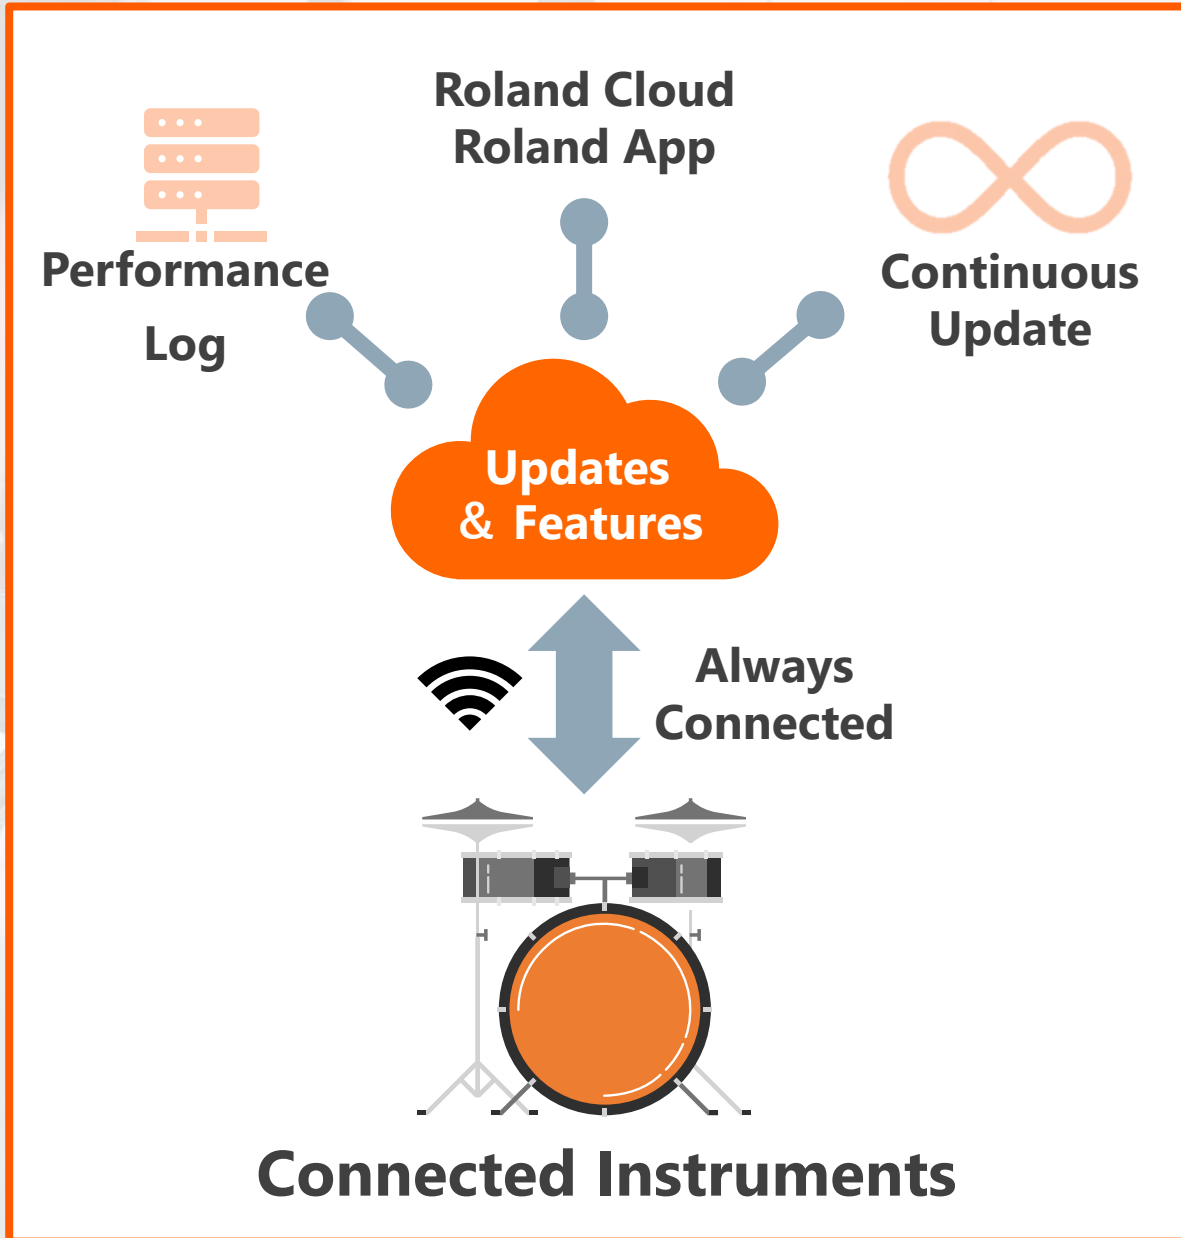 Roland Cloud
Roland App
Performance
Log
Continuous
Update
Updates
& Features
Always
Connected
Connected Instruments